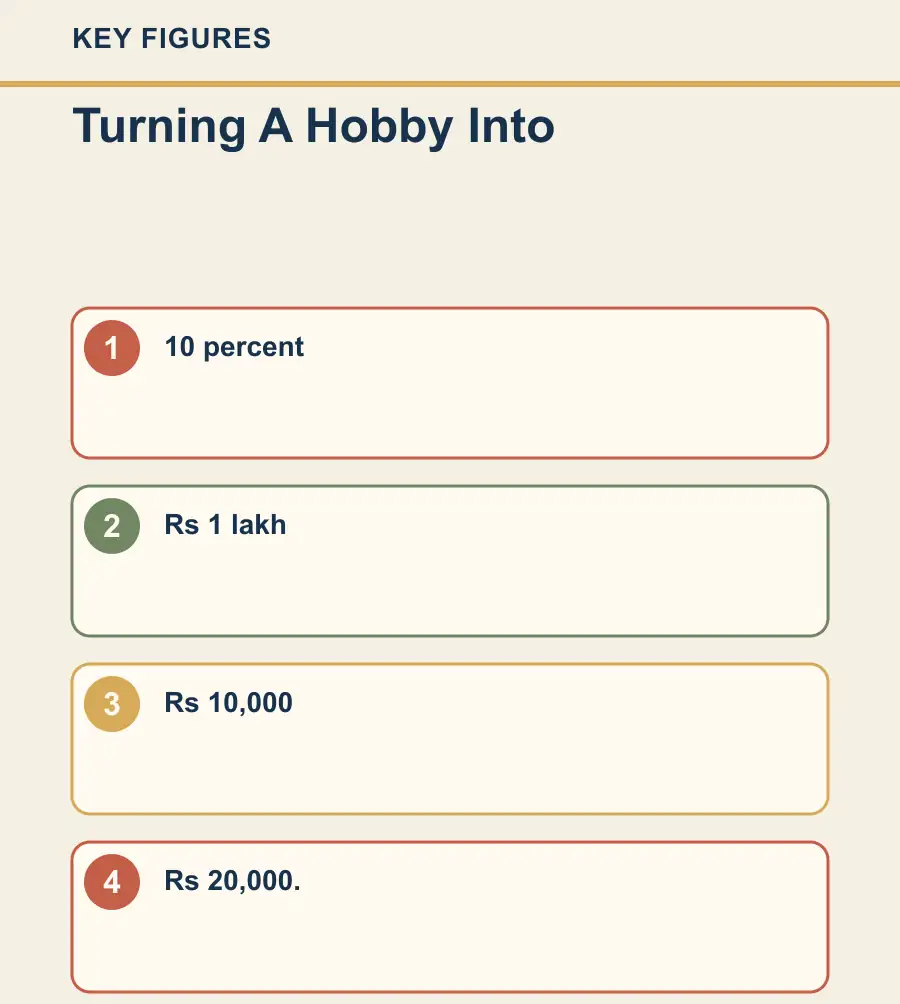 KEY FIGURES
Turning A Hobby Into
1 10 percent
2 Rs 1 lakh
3 Rs 10,000
4 Rs 20,000.